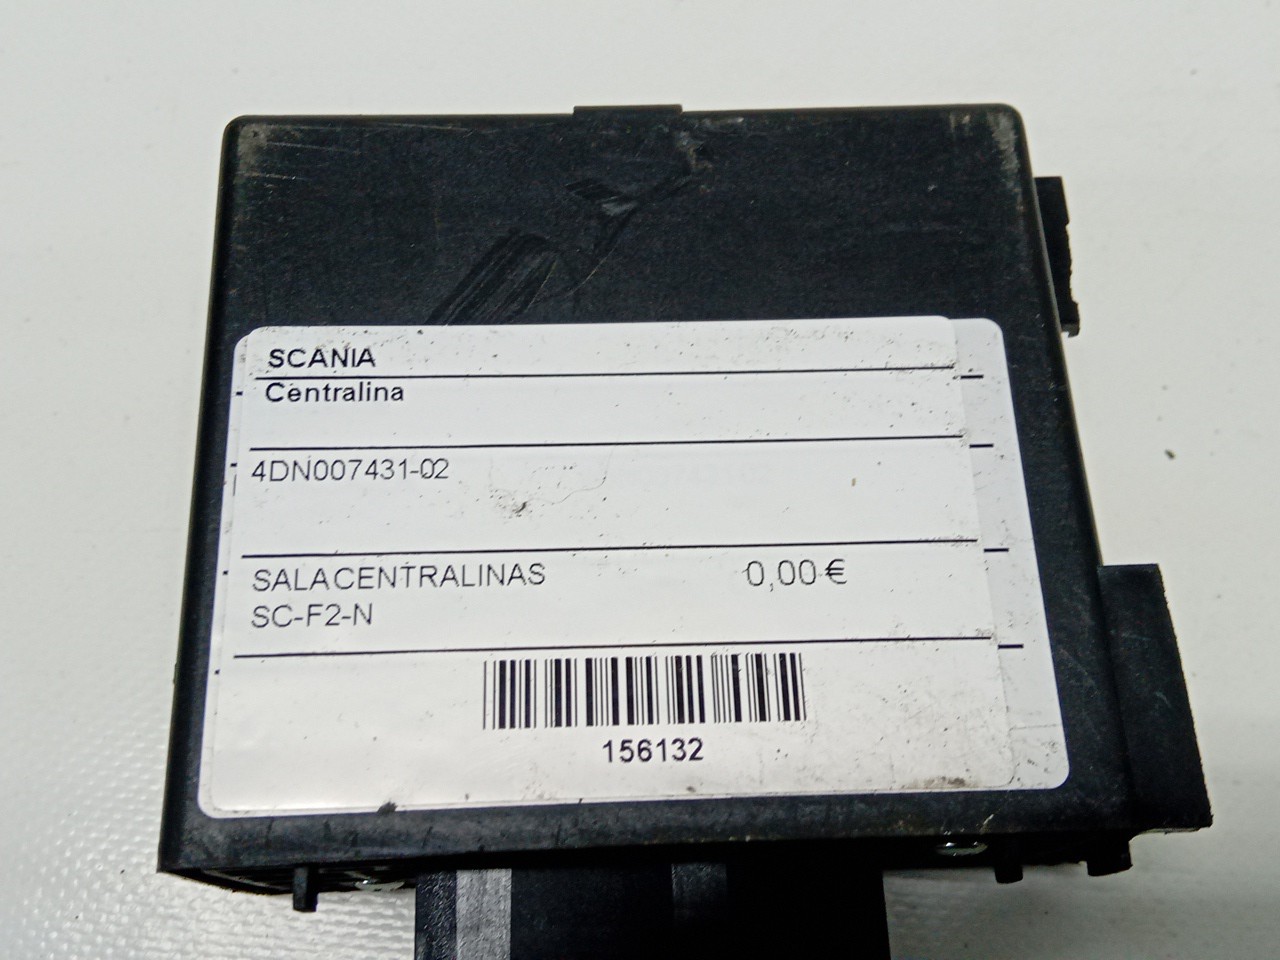 SCANIA
Centralina
4DN007431-02
SALACENTRALINAS 0,00 €
SC-F2-N
156132